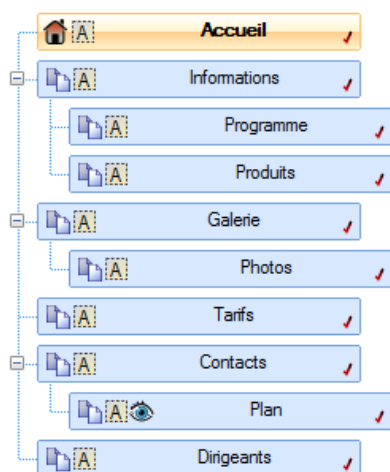 A Accueil
A Informations
A Programme
A Produits
A Galerie
A Photos
A Tarifs
A Contacts
A Plan
A Dirigeants